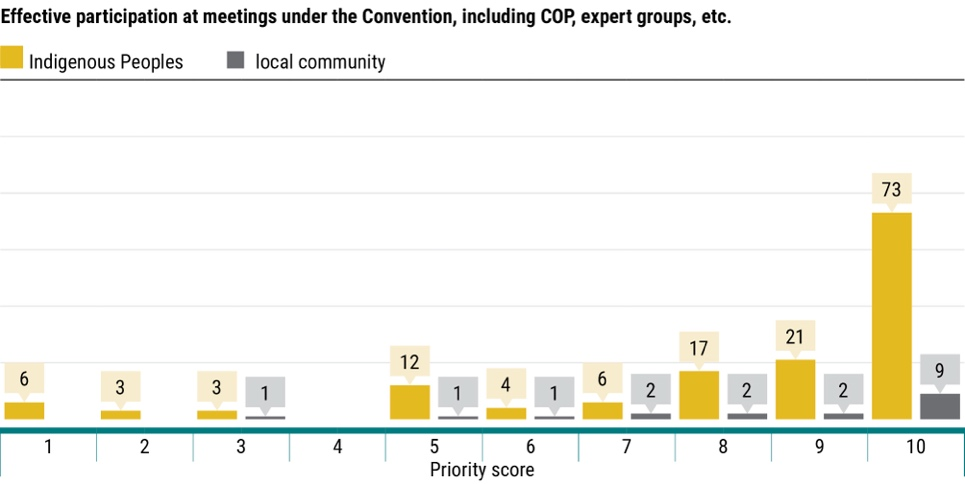 Effective participation at meetings under the Convention, including COP, expert groups, etc.
Indigenous Peoples local community
73
21
17
12
9
6 3 3 1 1 4 1 6 2 2 2
1 2 3 4 5 6 7 8 9 10
Priority score